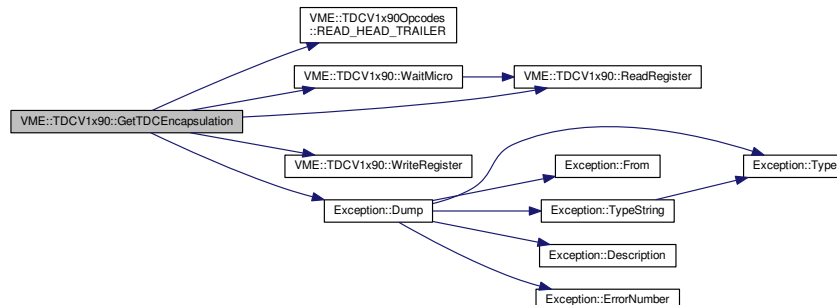 VME::TDCV1x90Opcodes
::READ_HEAD_TRAILER
VME::TDCV1x90::WaitMicro
VME::TDCV1x90::ReadRegister
VME::TDCV1x90::GetTDCEncapsulation
VME::TDCV1x90::WriteRegister
Exception::From
Exception::Type
Exception::Dump
Exception::TypeString
Exception::Description
Exception::ErrorNumber